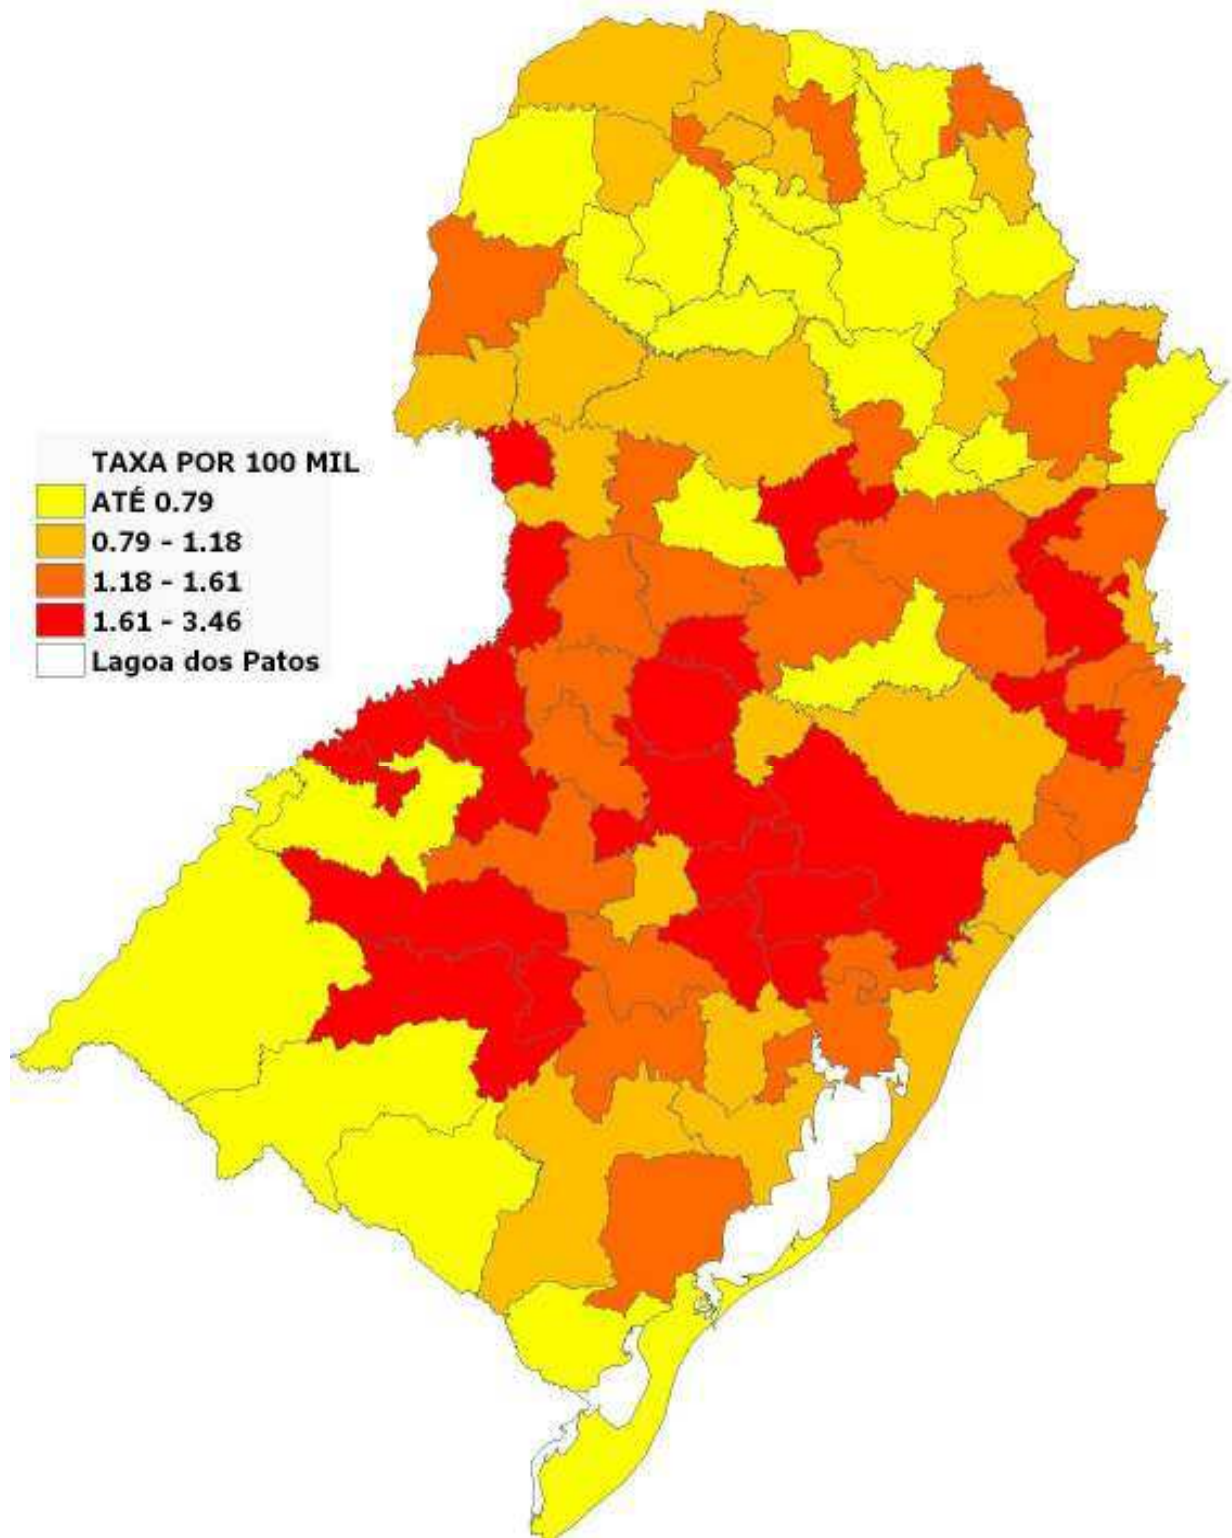 TAXA POR 100 MIL
ATÉ 0.79
0.79 - 1.18
1.18 - 1.61
1.61 - 3.46
Lagoa dos Patos